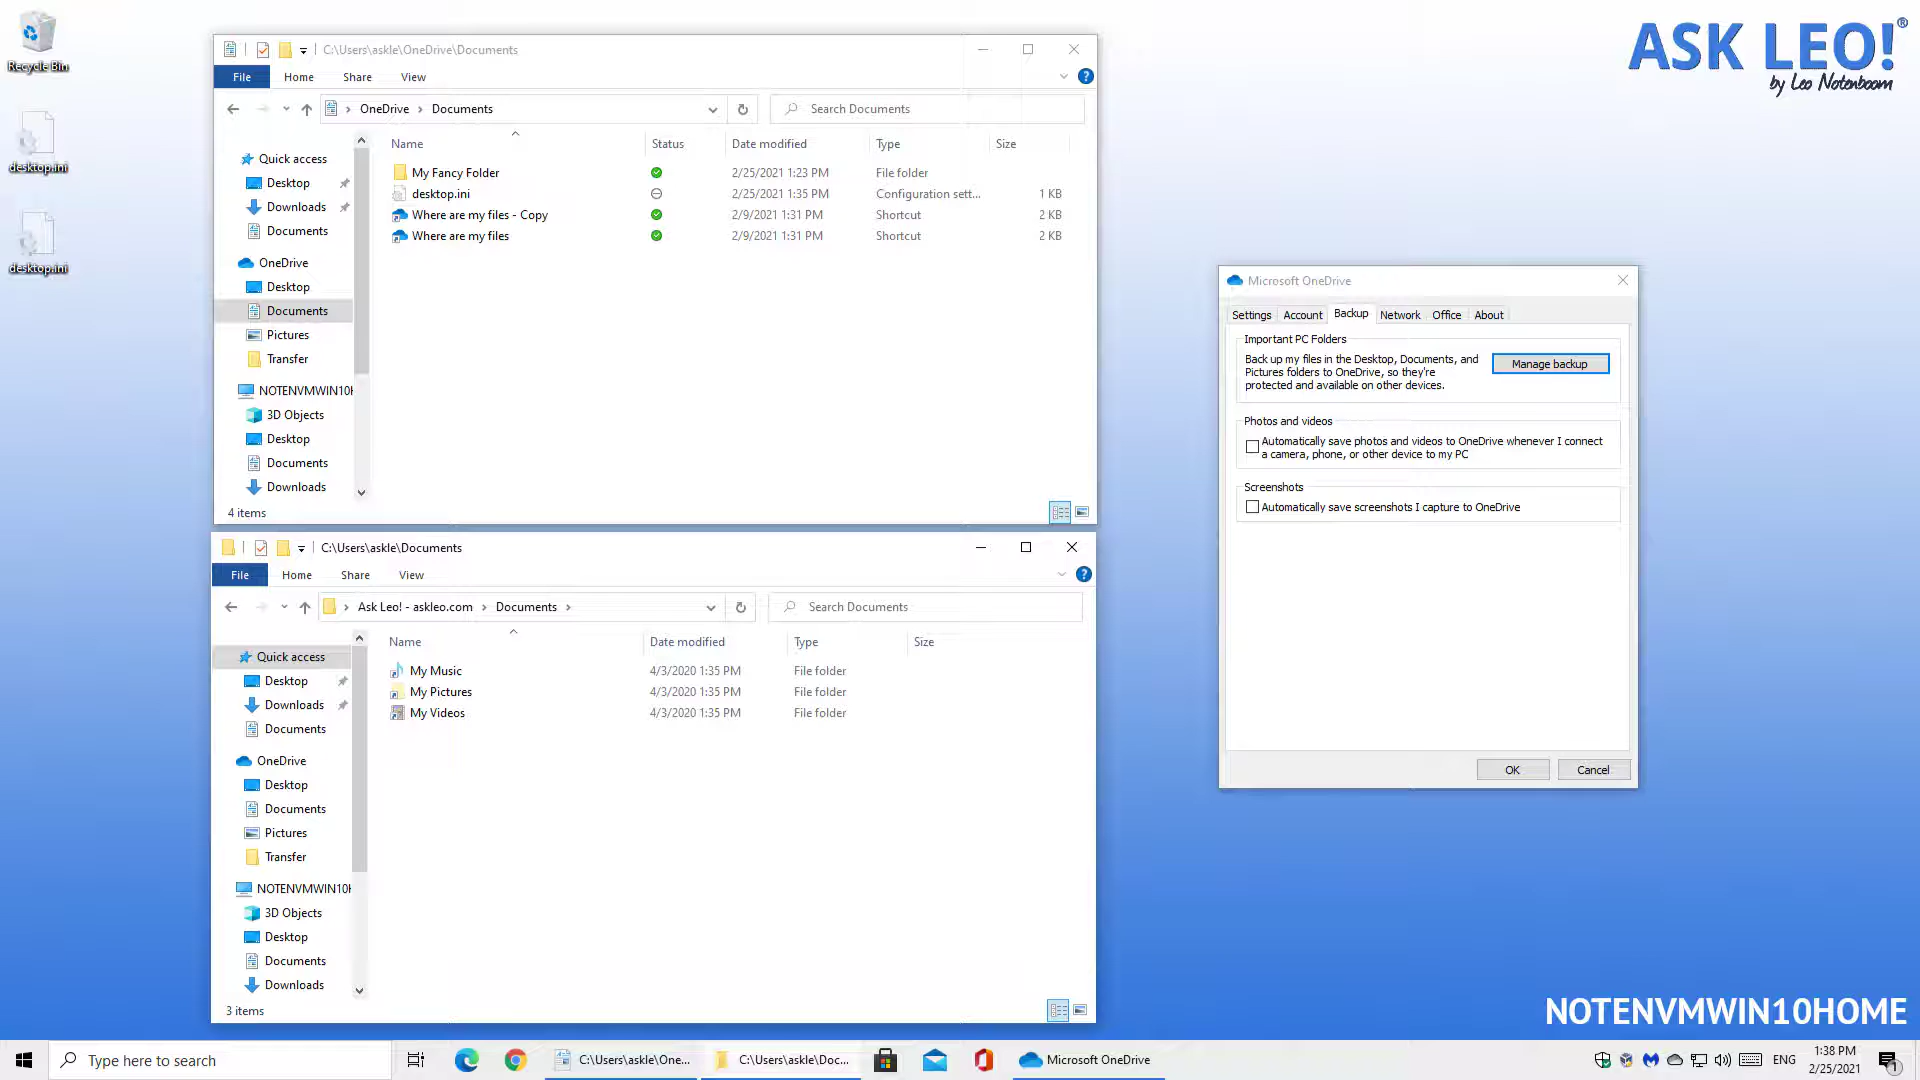 Recycle Bin
desktop.ini
desktop.ini
ASK LEO!®
by Leo Notenboom
C:\Users\askle\OneDrive\Documents
File Home Share View
OneDrive Documents
Search Documents
Name Status Date modified Type Size
Quick access
Desktop
Downloads
Documents
OneDrive
Desktop
Documents
Pictures
Transfer
NOTENVMWIN10H
3D Objects
Desktop
Documents
Downloads
My Fancy Folder 2/25/2021 1:23 PM File folder
desktop.ini 2/25/2021 1:35 PM Configuration sett... 1 KB
Where are my files - Copy 2/9/2021 1:31 PM Shortcut 2 KB
Where are my files 2/9/2021 1:31 PM Shortcut 2 KB
4 items
C:\Users\askle\Documents
File Home Share View
Ask Leo! - askleo.com Documents
Search Documents
Name Date modified Type Size
Quick access
Desktop
Downloads
Documents
OneDrive
Desktop
Documents
Pictures
Transfer
NOTENVMWIN10H
3D Objects
Desktop
Documents
Downloads
My Music 4/3/2020 1:35 PM File folder
My Pictures 4/3/2020 1:35 PM File folder
My Videos 4/3/2020 1:35 PM File folder
3 items
Microsoft OneDrive
Settings Account Backup Network Office About
Important PC Folders
Back up my files in the Desktop, Documents, and
Pictures folders to OneDrive, so they're
protected and available on other devices.
Manage backup
Photos and videos
Automatically save photos and videos to OneDrive whenever I connect
a camera, phone, or other device to my PC
Screenshots
Automatically save screenshots I capture to OneDrive
OK Cancel
NOTENVMWIN10HOME
Type here to search
C:\Users\askle\One...
C:\Users\askle\Doc...
Microsoft OneDrive
ENG
1:38 PM
2/25/2021
1